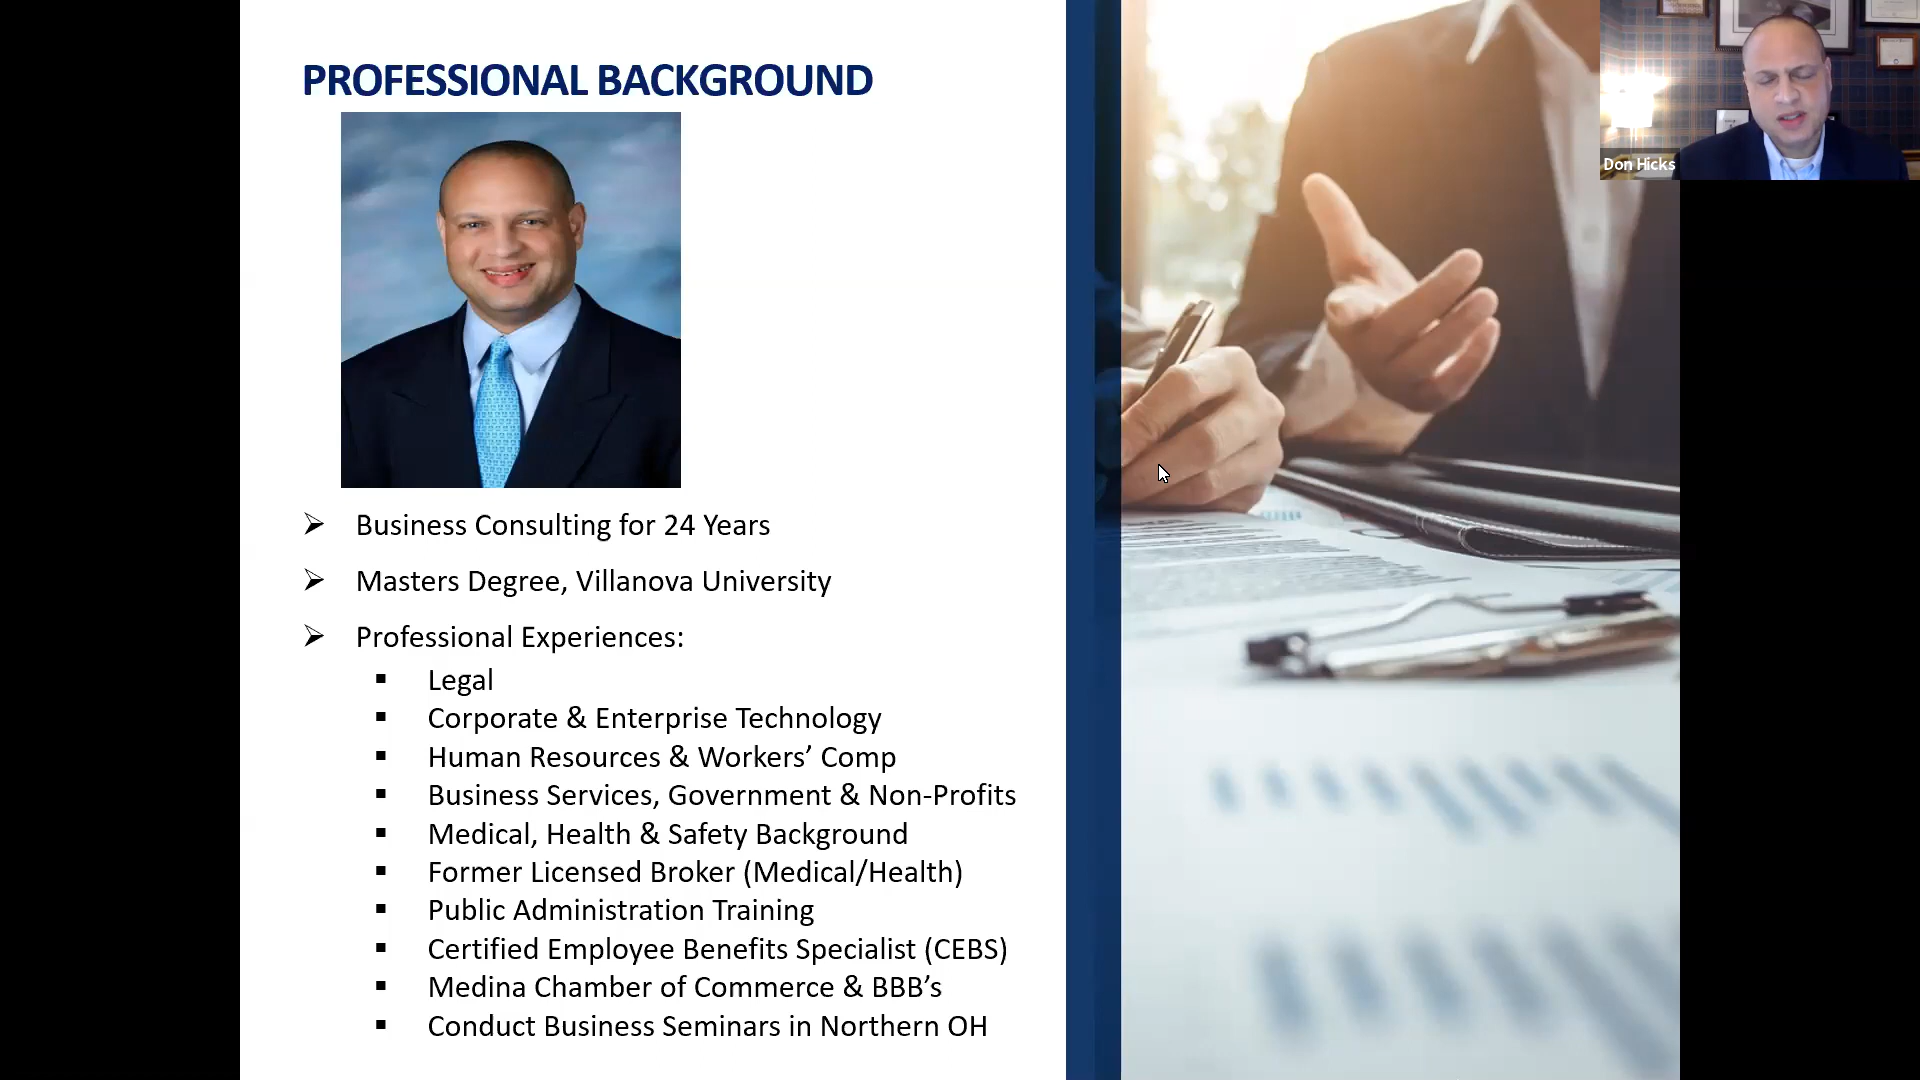 PROFESSIONAL BACKGROUND
Don Hicks
Business Consulting for 24 Years
Masters Degree, Villanova University
Professional Experiences:
Legal
Corporate & Enterprise Technology
Human Resources & Workers’ Comp
Business Services, Government & Non-Profits
Medical, Health & Safety Background
Former Licensed Broker (Medical/Health)
Public Administration Training
Certified Employee Benefits Specialist (CEBS)
Medina Chamber of Commerce & BBB’s
Conduct Business Seminars in Northern OH